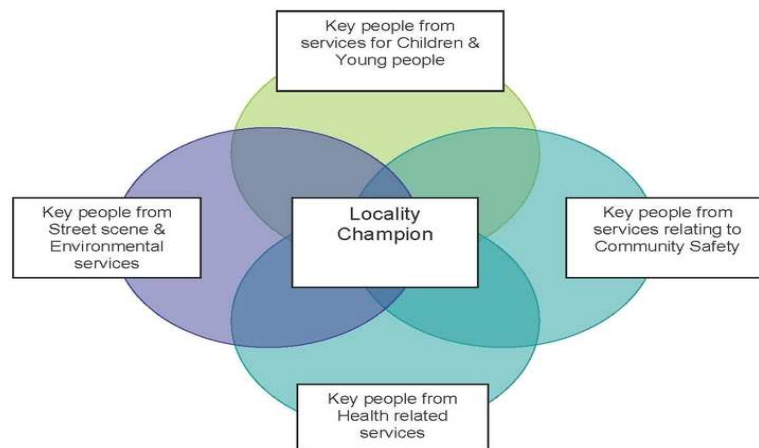 Key people from
services for Children &
Young people
Key people from
Street scene &
Environmental
services
Locality
Champion
Key people from
services relating to
Community Safety
Key people from
Health related
services